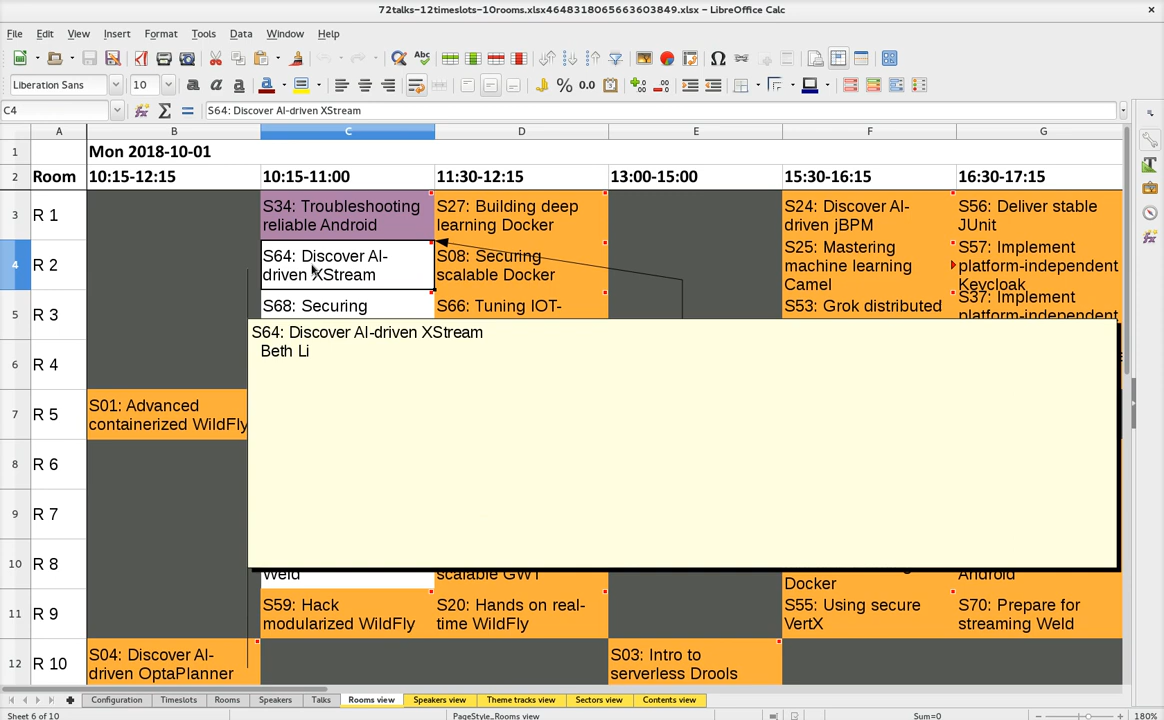 72talks-12timeslots-10rooms.xlsx4648318065663603849.xlsx - LibreOffice Calc
File Edit View Insert Format Tools Data Window Help
Liberation Sans 10
C4 S64: Discover AI-driven XStream
A B C D E F G
1 Mon 2018-10-01
2 Room 10:15-12:15 10:15-11:00 11:30-12:15 13:00-15:00 15:30-16:15 16:30-17:15
3 R 1
S34: Troubleshooting
reliable Android
S27: Building deep
learning Docker
S24: Discover AI-
driven jBPM
S56: Deliver stable
JUnit
4 R 2
S64: Discover AI-
driven XStream
S08: Securing
scalable Docker
S25: Mastering
machine learning
Camel
S57: Implement
platform-independent
Keycloak
5 R 3
S68: Securing
S66: Tuning IOT-
S53: Grok distributed
S37: Implement
platform-independent
S64: Discover AI-driven XStream
Beth Li
6 R 4
7 R 5
S01: Advanced
containerized WildFly
8 R 6
9 R 7
10 R 8
Weld
scalable GWT
Docker
Android
11 R 9
S59: Hack
modularized WildFly
S20: Hands on real-
time WildFly
S55: Using secure
VertX
S70: Prepare for
streaming Weld
12 R 10
S04: Discover AI-
driven OptaPlanner
S03: Intro to
serverless Drools
Configuration Timeslots Rooms Speakers Talks Rooms view Speakers view Theme tracks view Sectors view Contents view
Sheet 6 of 10 PageStyle_Rooms view Sum=0 180%